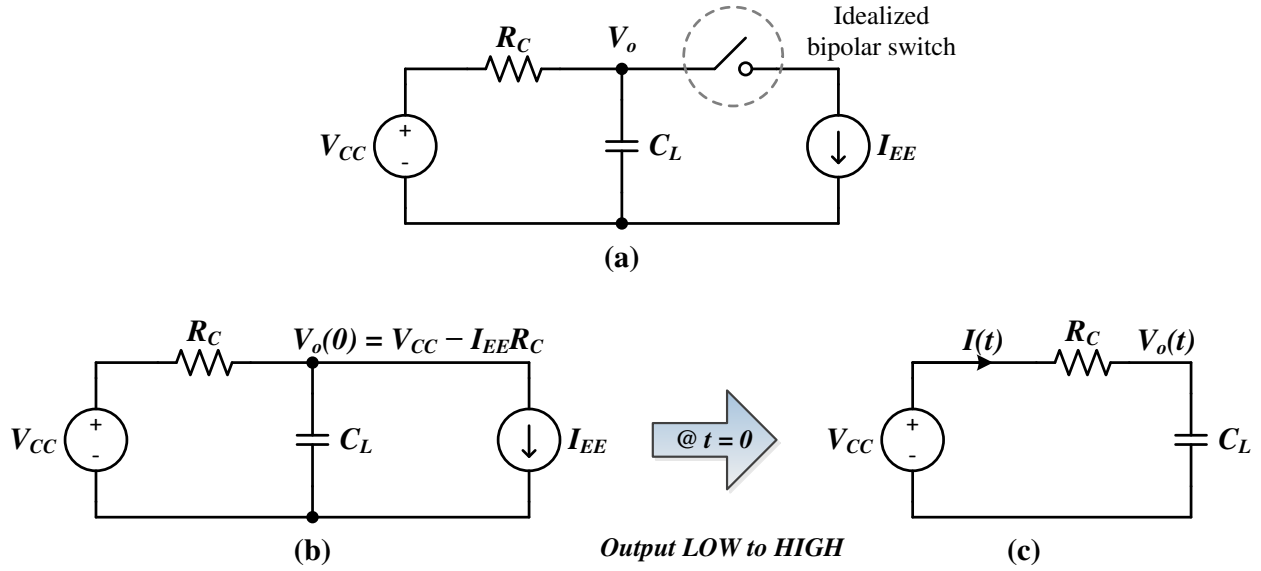 Idealized
bipolar switch
R_C
V_o
V_CC
+
-
C_L
I_EE
(a)
R_C
V_o(0) = V_CC − I_EE R_C
V_CC
+
-
C_L
I_EE
(b)
@ t = 0
Output LOW to HIGH
I(t)
R_C
V_o(t)
V_CC
+
-
C_L
(c)